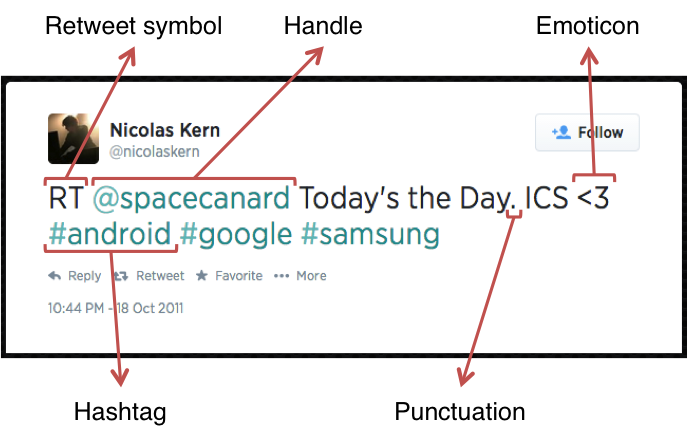 Retweet symbol Handle Emoticon
Nicolas Kern
@nicolaskern
Follow
RT @spacecanard Today's the Day. ICS <3
#android #google #samsung
Reply Retweet Favorite ••• More
10:44 PM - 18 Oct 2011
Hashtag Punctuation